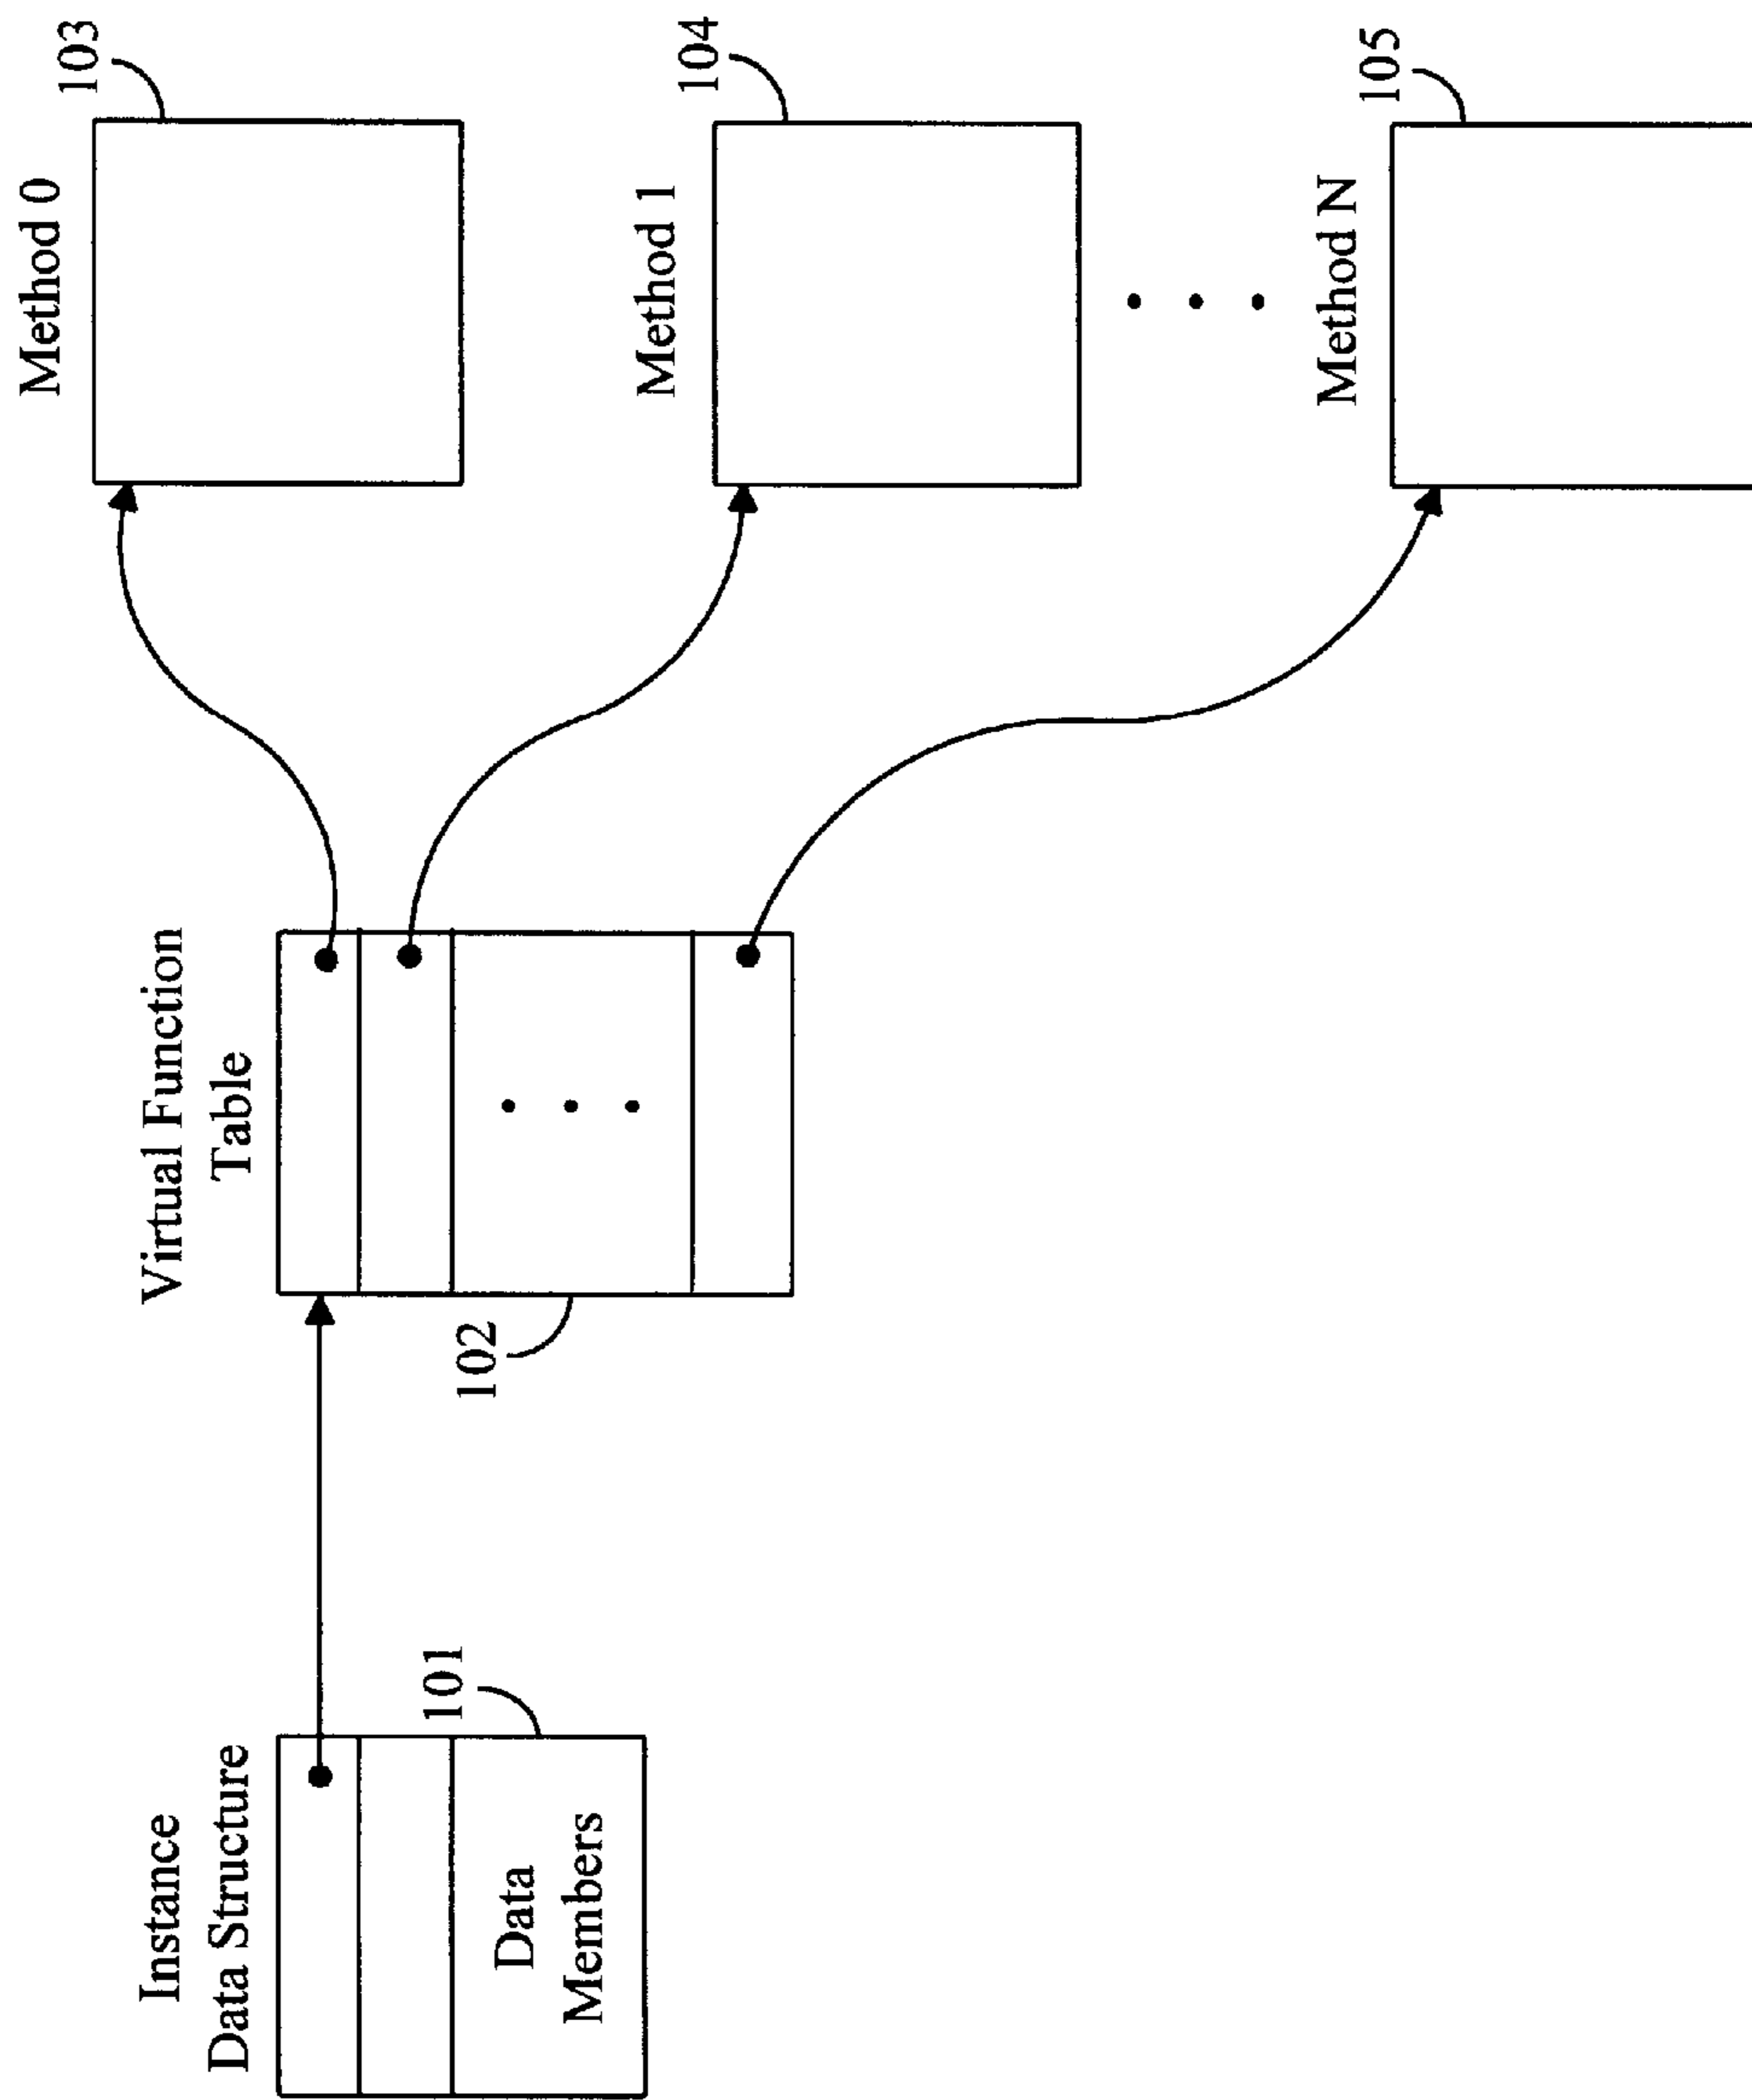 Instance
Data Structure
Data
Members
101
Virtual Function
Table
. . .
102
Method 0
103
Method 1
104
. . .
Method N
105